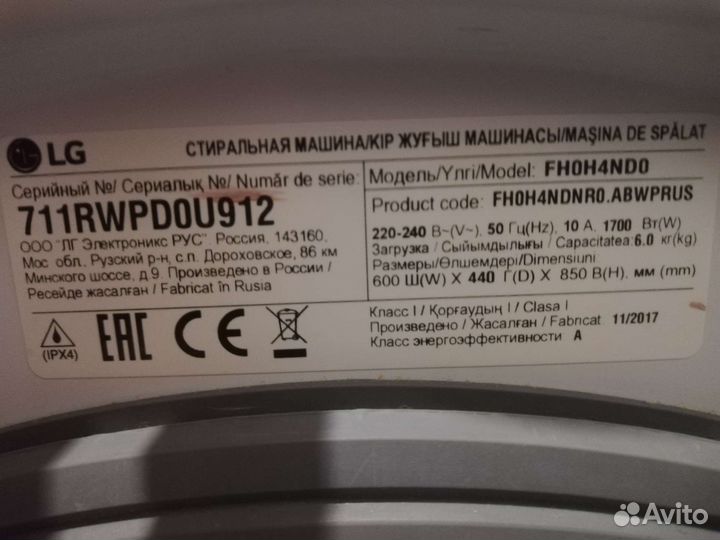 LG
СТИРАЛЬНАЯ МАШИНА/КІР ЖУҒЫШ МАШИНАСЫ/MAŞINA DE SPĂLAT
Серийный №/ Сериалық №/ Număr de serie:
711RWPD0U912
ООО "ЛГ Электроникс РУС". Россия, 143160,
Мос. обл. Рузский р-н, с.п. Дороховское, 86 км
Минского шоссе, д.9. Произведено в России /
Ресейде жасалған / Fabricat în Rusia
Модель/Үлгі/Model: FH0H4ND0
Product code: FH0H4NDNR0.ABWPRUS
220-240 В~(V~), 50 Гц(Hz), 10 А, 1700 Вт(W)
Загрузка / Сыйымдылығы / Capacitatea: 6.0 кг(kg)
Размеры/Өлшемдері/Dimensiuni
600 Ш(W) X 440 Г(D) X 850 В(H), мм (mm)
(IPX4)
EAC
CE
Класс I / Қорғаудың I / Clasa I
Произведено / Жасалған / Fabricat 11/2017
Класс энергоэффективности А
Avito